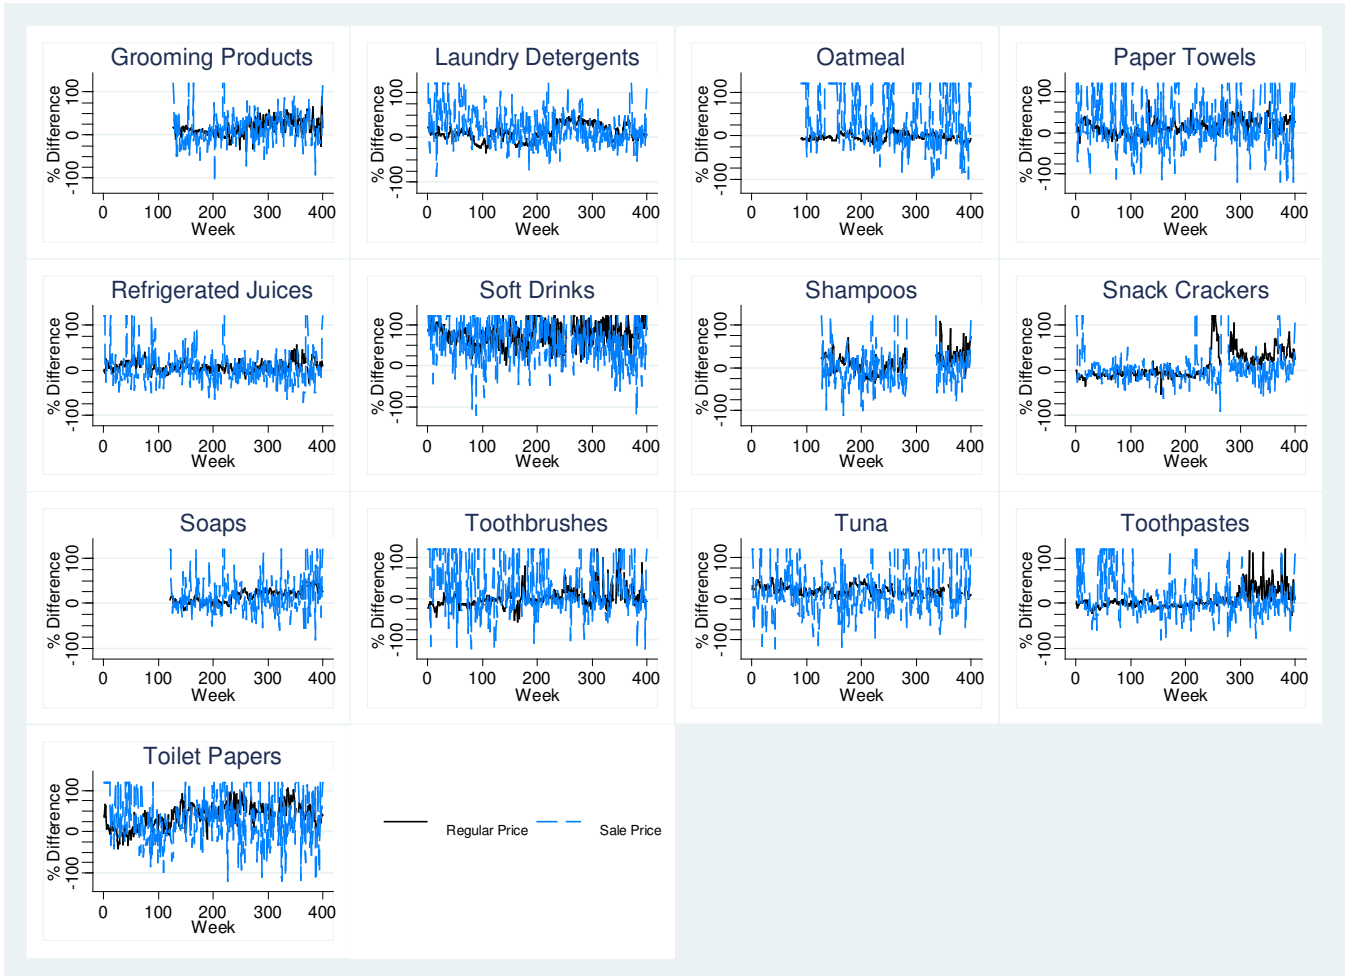 Grooming Products
% Difference
100
0
-100
0 100 200 300 400
Week
Laundry Detergents
% Difference
100
0
-100
0 100 200 300 400
Week
Oatmeal
% Difference
100
0
-100
0 100 200 300 400
Week
Paper Towels
% Difference
100
0
-100
0 100 200 300 400
Week
Refrigerated Juices
% Difference
100
0
-100
0 100 200 300 400
Week
Soft Drinks
% Difference
100
0
-100
0 100 200 300 400
Week
Shampoos
% Difference
100
0
-100
0 100 200 300 400
Week
Snack Crackers
% Difference
100
0
-100
0 100 200 300 400
Week
Soaps
% Difference
100
0
-100
0 100 200 300 400
Week
Toothbrushes
% Difference
100
0
-100
0 100 200 300 400
Week
Tuna
% Difference
100
0
-100
0 100 200 300 400
Week
Toothpastes
% Difference
100
0
-100
0 100 200 300 400
Week
Toilet Papers
% Difference
100
0
-100
0 100 200 300 400
Week
Regular Price Sale Price